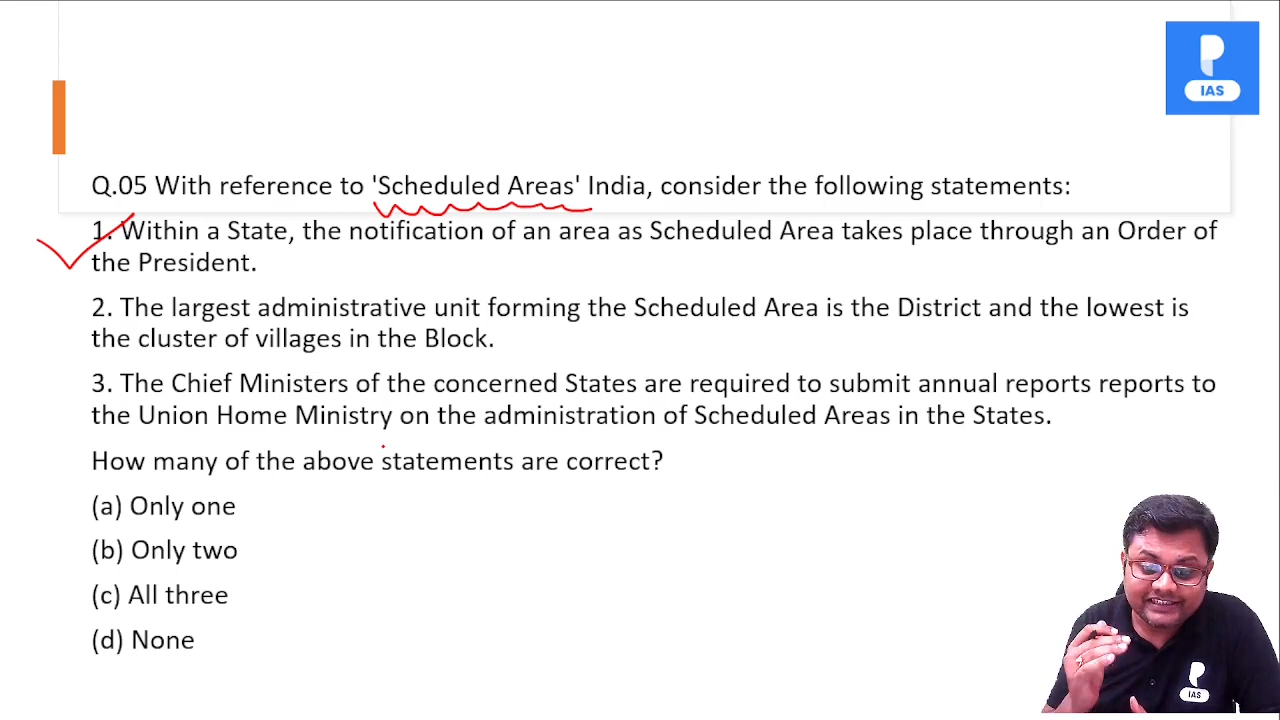 IAS
Q.05 With reference to 'Scheduled Areas' India, consider the following statements:
1. Within a State, the notification of an area as Scheduled Area takes place through an Order of
the President.
2. The largest administrative unit forming the Scheduled Area is the District and the lowest is
the cluster of villages in the Block.
3. The Chief Ministers of the concerned States are required to submit annual reports reports to
the Union Home Ministry on the administration of Scheduled Areas in the States.
How many of the above statements are correct?
(a) Only one
(b) Only two
(c) All three
(d) None
IAS